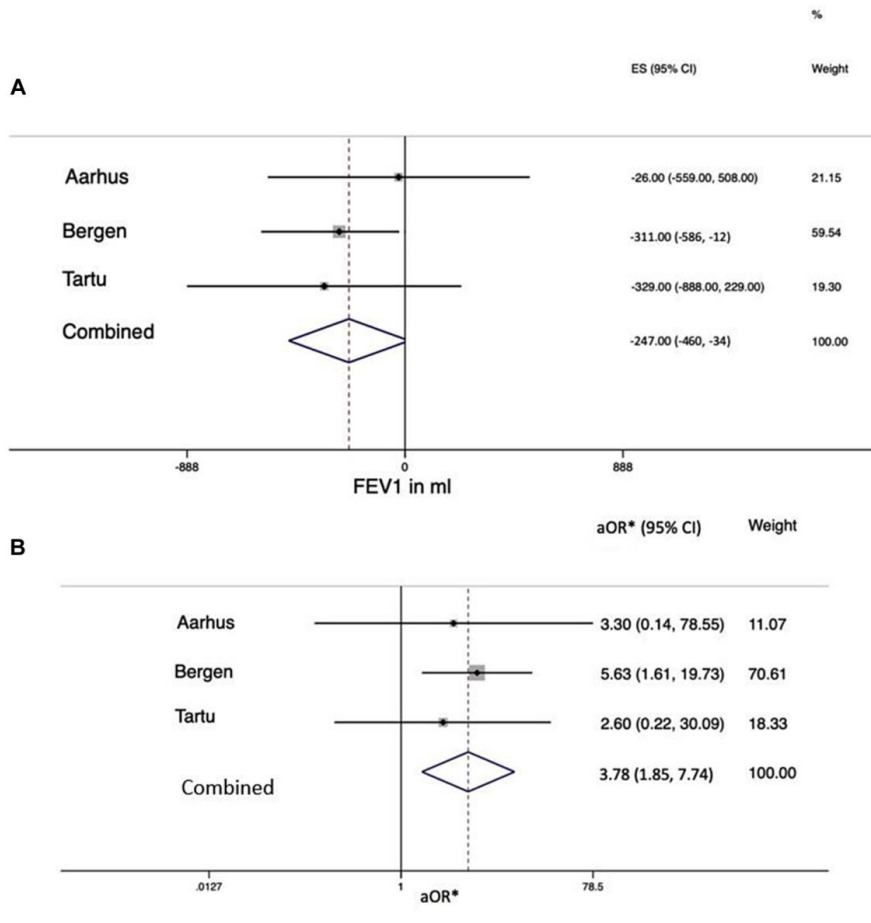 %
ES (95% CI) Weight
A
Aarhus -26.00 (-559.00, 508.00) 21.15
Bergen -311.00 (-586, -12) 59.54
Tartu -329.00 (-888.00, 229.00) 19.30
Combined -247.00 (-460, -34) 100.00
-888 0 888
FEV1 in ml
aOR* (95% CI) Weight
B
Aarhus 3.30 (0.14, 78.55) 11.07
Bergen 5.63 (1.61, 19.73) 70.61
Tartu 2.60 (0.22, 30.09) 18.33
3.78 (1.85, 7.74) 100.00
Combined
.0127 1 78.5
aOR*